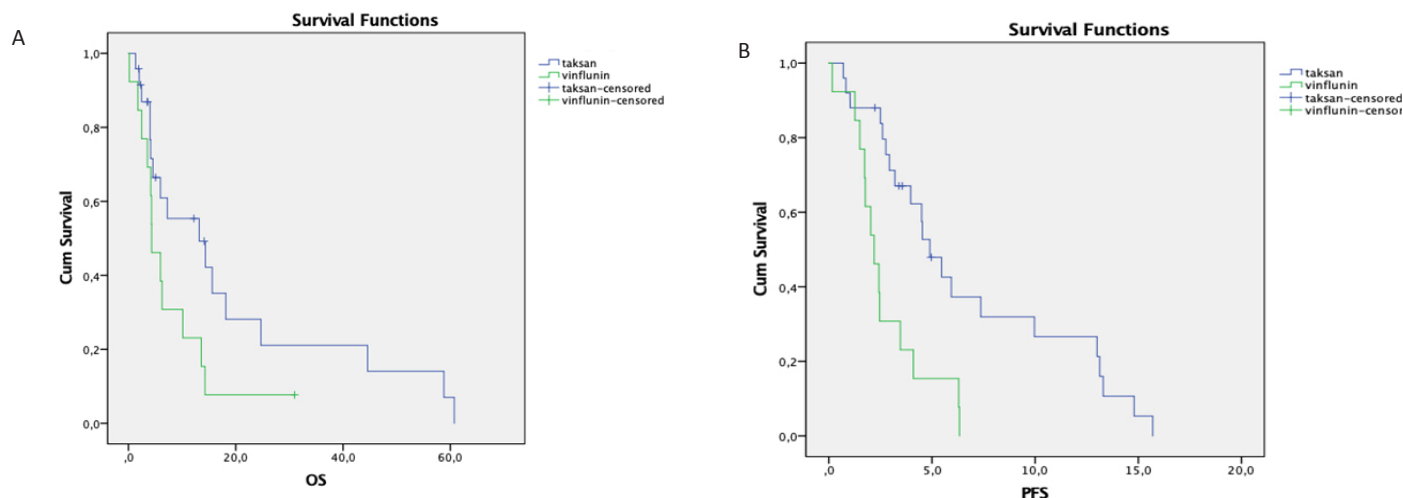 A
Survival Functions
Cum Survival
1,0
0,8
0,6
0,4
0,2
0,0
,0
20,0
40,0
60,0
OS
taksan
vinflunin
taksan-censored
vinflunin-censored
B
Survival Functions
Cum Survival
1,0
0,8
0,6
0,4
0,2
0,0
,0
5,0
10,0
15,0
20,0
PFS
taksan
vinflunin
taksan-censored
vinflunin-censor